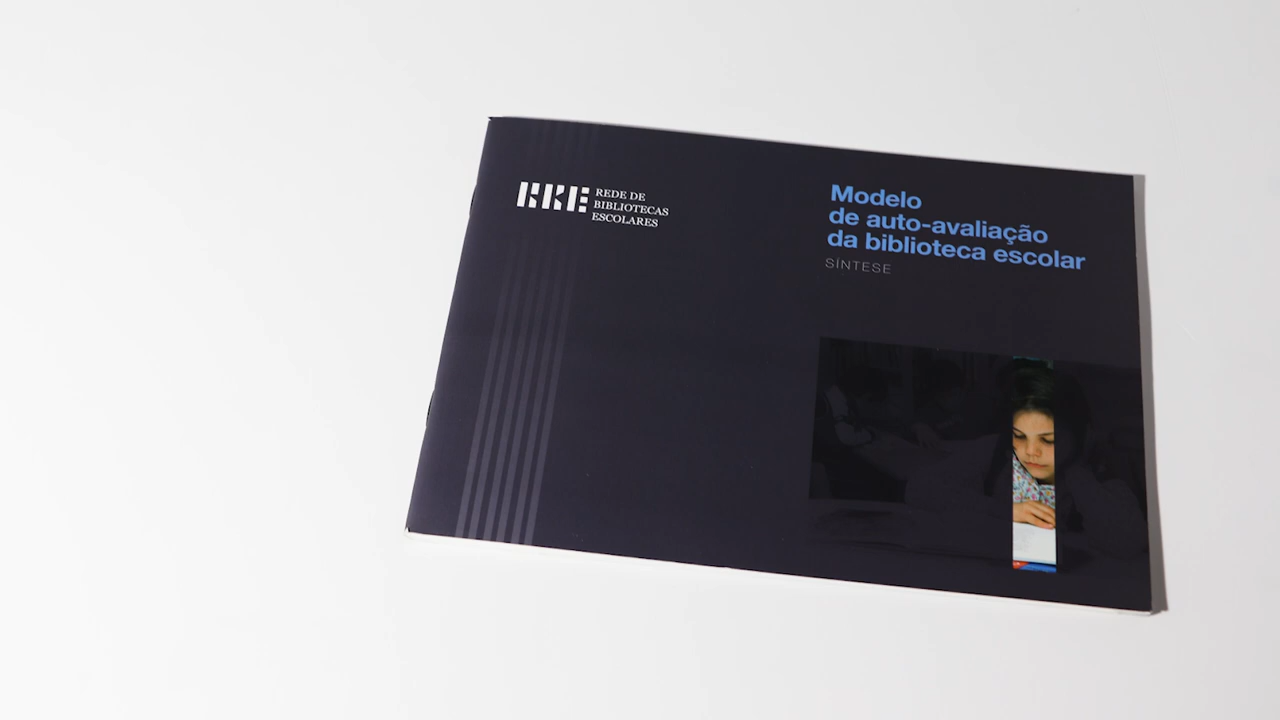 RBE
REDE DE
BIBLIOTECAS
ESCOLARES
Modelo
de auto-avaliação
da biblioteca escolar
SÍNTESE